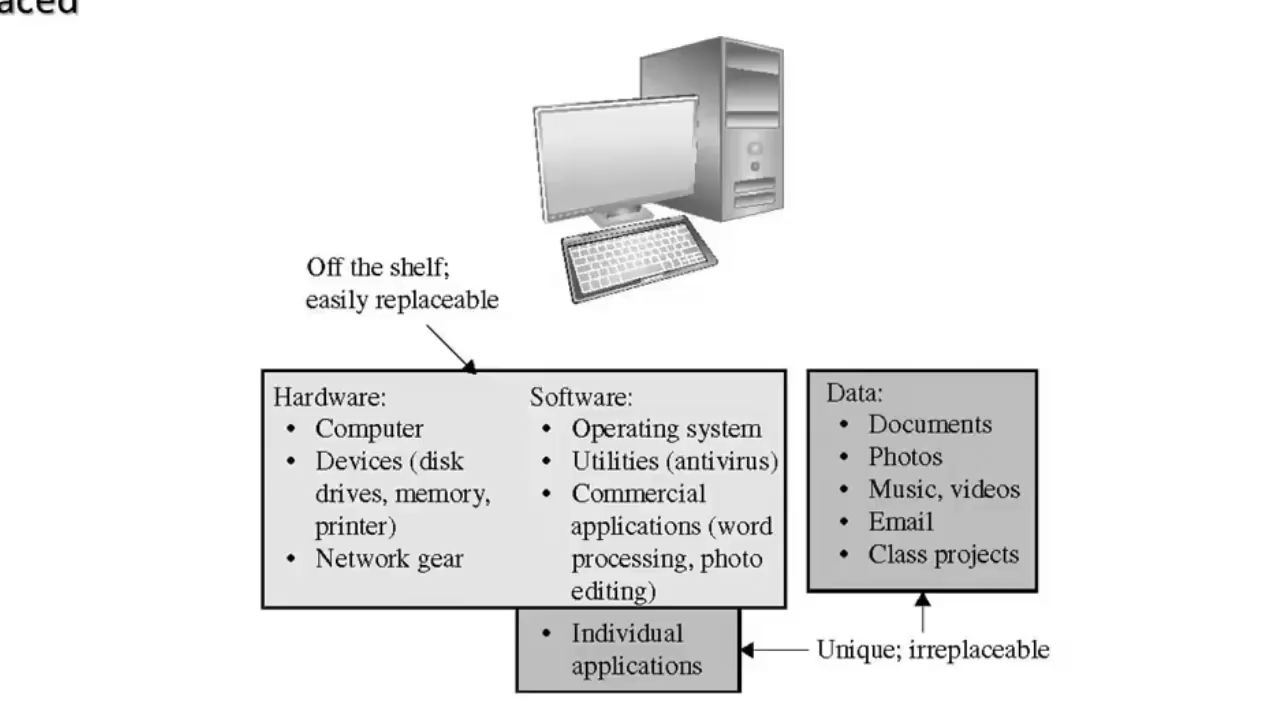 Off the shelf;
easily replaceable
Hardware:
• Computer
• Devices (disk
drives, memory,
printer)
• Network gear
Software:
• Operating system
• Utilities (antivirus)
• Commercial
applications (word
processing, photo
editing)
• Individual
applications
Data:
• Documents
• Photos
• Music, videos
• Email
• Class projects
Unique; irreplaceable